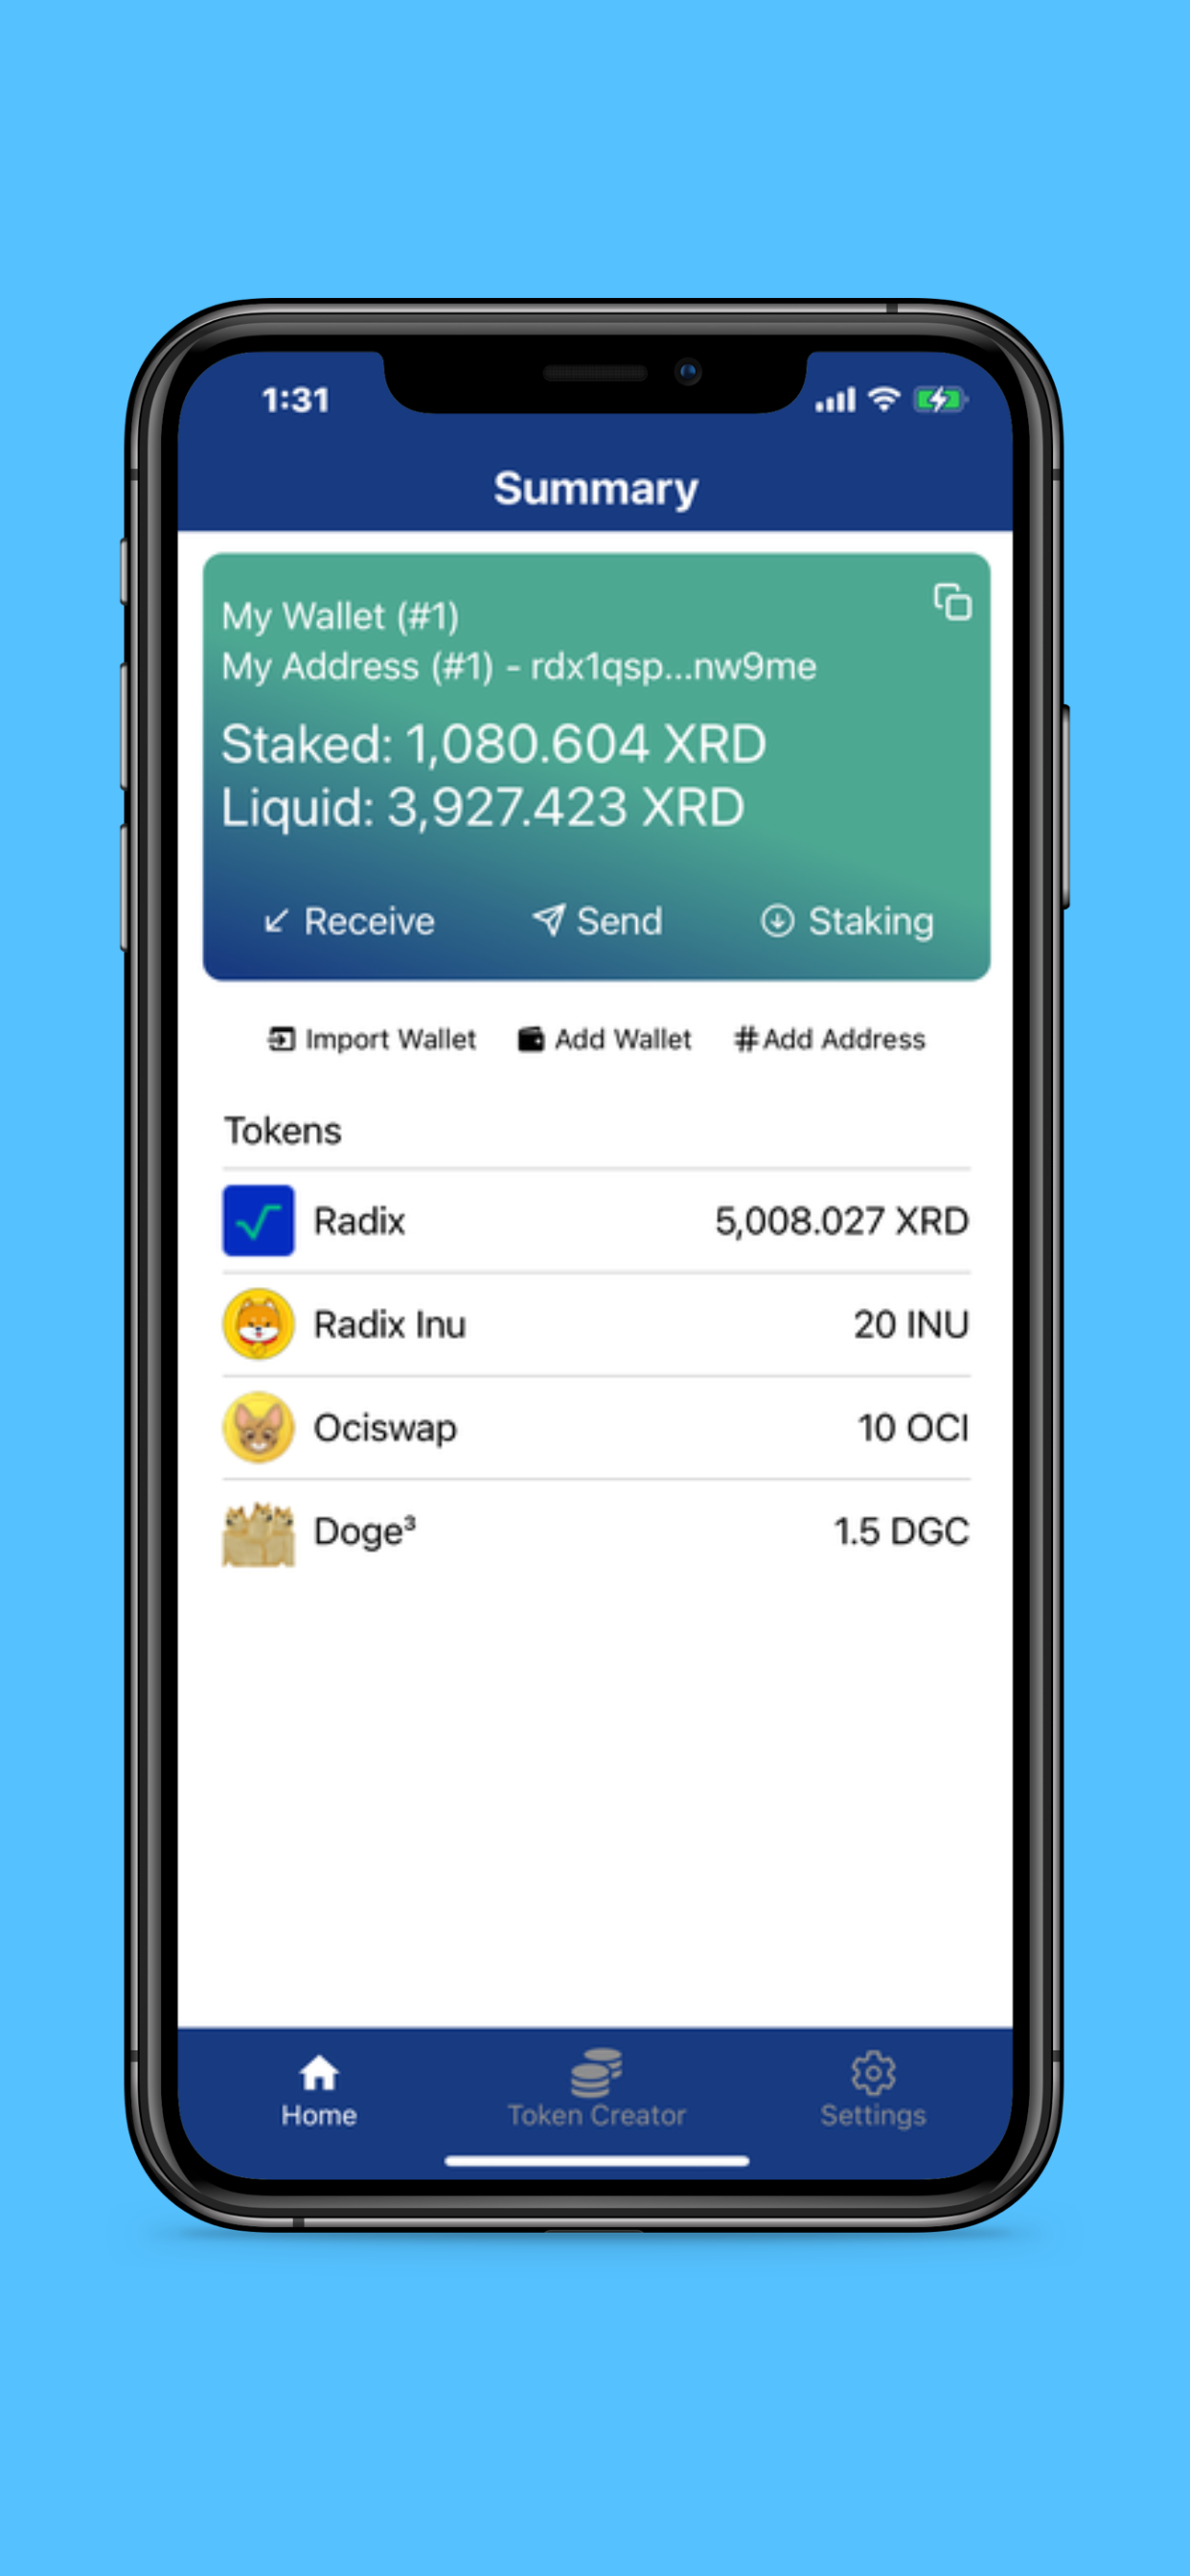 1:31
Summary
My Wallet (#1)
My Address (#1) - rdx1qsp...nw9me
Staked: 1,080.604 XRD
Liquid: 3,927.423 XRD
Receive Send Staking
Import Wallet Add Wallet #Add Address
Tokens
Radix 5,008.027 XRD
Radix Inu 20 INU
Ociswap 10 OCI
Doge³ 1.5 DGC
Home Token Creator Settings